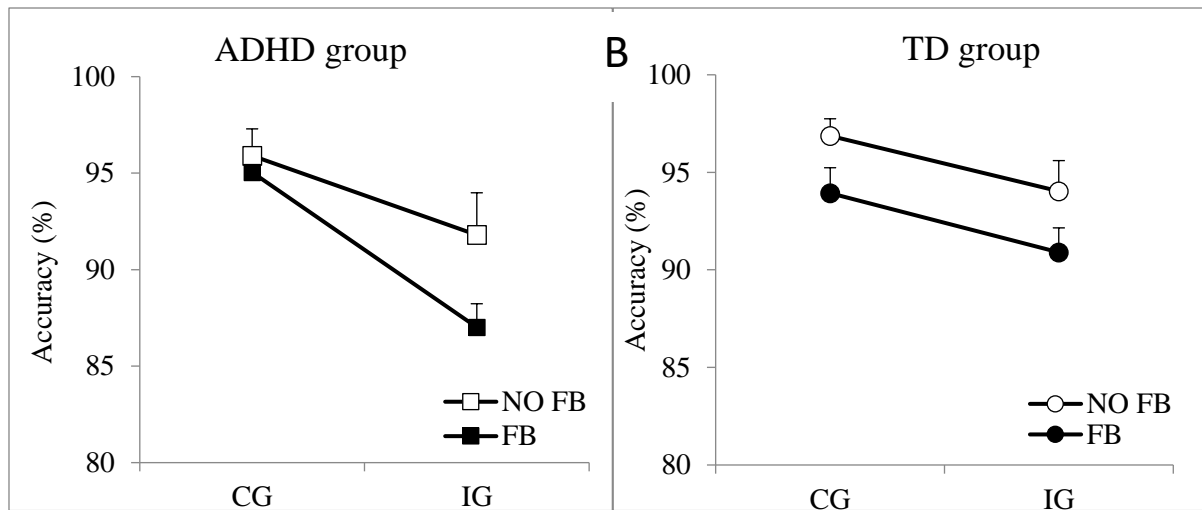 ADHD group
100
95
90
85
80
Accuracy (%)
NO FB
FB
CG IG
B
TD group
100
95
90
85
80
Accuracy (%)
NO FB
FB
CG IG